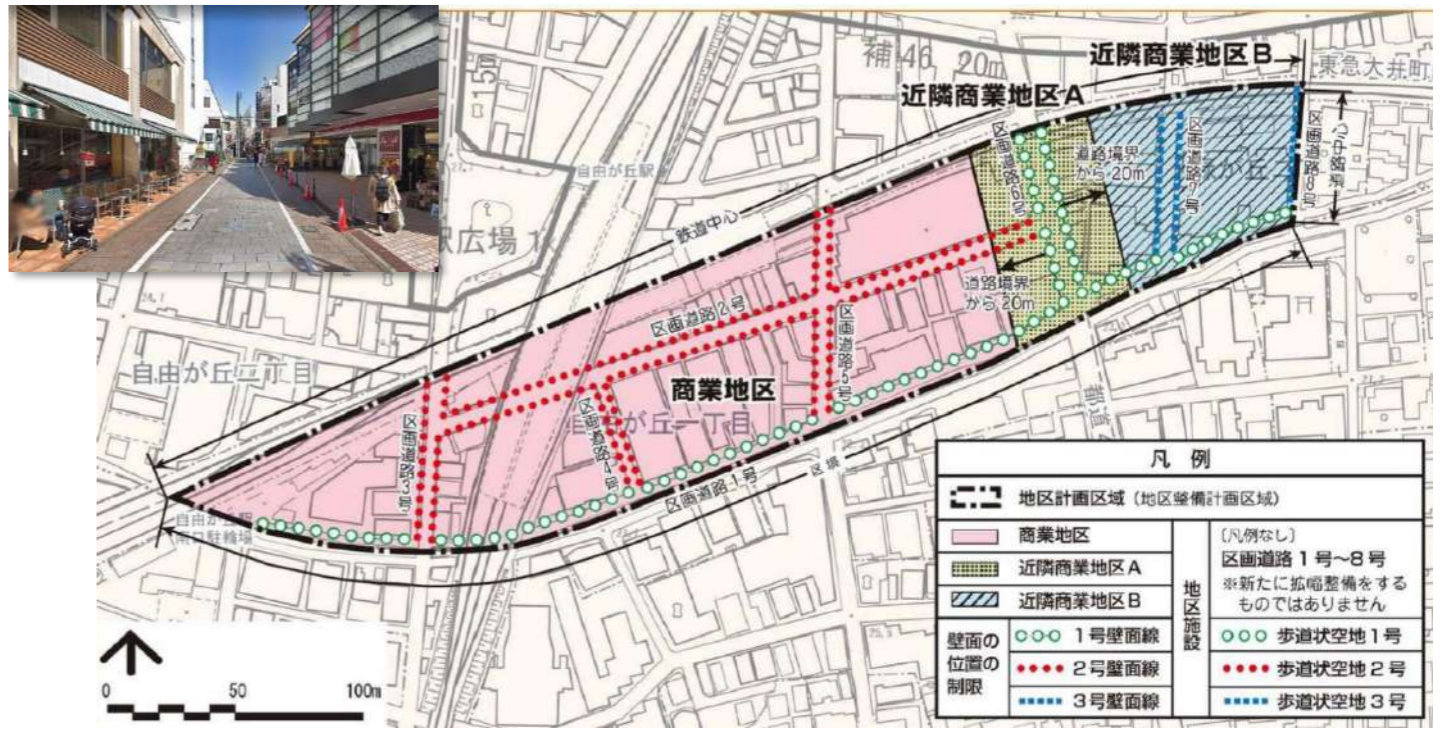 補46 20m
15m
近隣商業地区B
東急大井町
近隣商業地区A
自由が丘駅
鉄道中心
区画道路6号
道路境界
から20m
区画道路7号
区画道路8号
道路中心
区画道路2号
道路境界
から20m
区画道路5号
商業地区
自由が丘二丁目
自由が丘一丁目
区画道路3号
区画道路4号
区画道路1号
区域
自由が丘駅
南口駐輪場
0 50 100m
凡 例
地区計画区域（地区整備計画区域）
商業地区
近隣商業地区A
近隣商業地区B
壁面の
位置の
制限
1号壁面線
2号壁面線
3号壁面線
地区施設
〔凡例なし〕
区画道路1号～8号
※新たに拡幅整備をする
ものではありません
歩道状空地1号
歩道状空地2号
歩道状空地3号